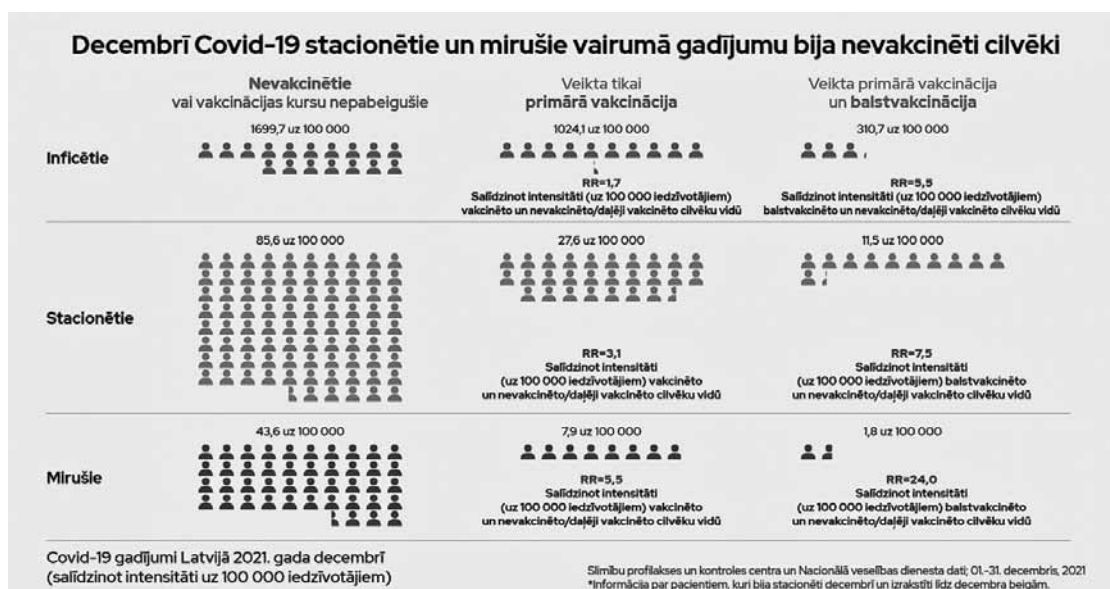 Decembrī Covid-19 stacionētie un mirušie vairumā gadījumu bija nevakcinēti cilvēki
Nevakcinētie
vai vakcinācijas kursu nepabeigušie
Veikta tikai
primārā vakcinācija
Veikta primārā vakcinācija
un balstvakcinācija
Inficētie
1699,7 uz 100 000
1024,1 uz 100 000
RR=1,7
Salīdzinot intensitāti (uz 100 000 iedzīvotājiem)
vakcinēto un nevakcinēto/daļēji vakcinēto cilvēku vidū
310,7 uz 100 000
RR=5,5
Salīdzinot intensitāti (uz 100 000 iedzīvotājiem)
balstvakcinēto un nevakcinēto/daļēji vakcinēto cilvēku vidū
Stacionētie
85,6 uz 100 000
27,6 uz 100 000
RR=3,1
Salīdzinot intensitāti
(uz 100 000 iedzīvotājiem) vakcinēto
un nevakcinēto/daļēji vakcinēto cilvēku vidū
11,5 uz 100 000
RR=7,5
Salīdzinot intensitāti
(uz 100 000 iedzīvotājiem) balstvakcinēto
un nevakcinēto/daļēji vakcinēto cilvēku vidū
Mirušie
43,6 uz 100 000
7,9 uz 100 000
RR=5,5
Salīdzinot intensitāti
(uz 100 000 iedzīvotājiem) vakcinēto
un nevakcinēto/daļēji vakcinēto cilvēku vidū
1,8 uz 100 000
RR=24,0
Salīdzinot intensitāti
(uz 100 000 iedzīvotājiem) balstvakcinēto
un nevakcinēto/daļēji vakcinēto cilvēku vidū
Covid-19 gadījumi Latvijā 2021. gada decembrī
(salīdzinot intensitāti uz 100 000 iedzīvotājiem)
Slimību profilakses un kontroles centra un Nacionālā veselības dienesta dati; 01.-31. decembris, 2021
*Informācija par pacientiem, kuri bija stacionēti decembrī un izrakstīti līdz decembra beigām.